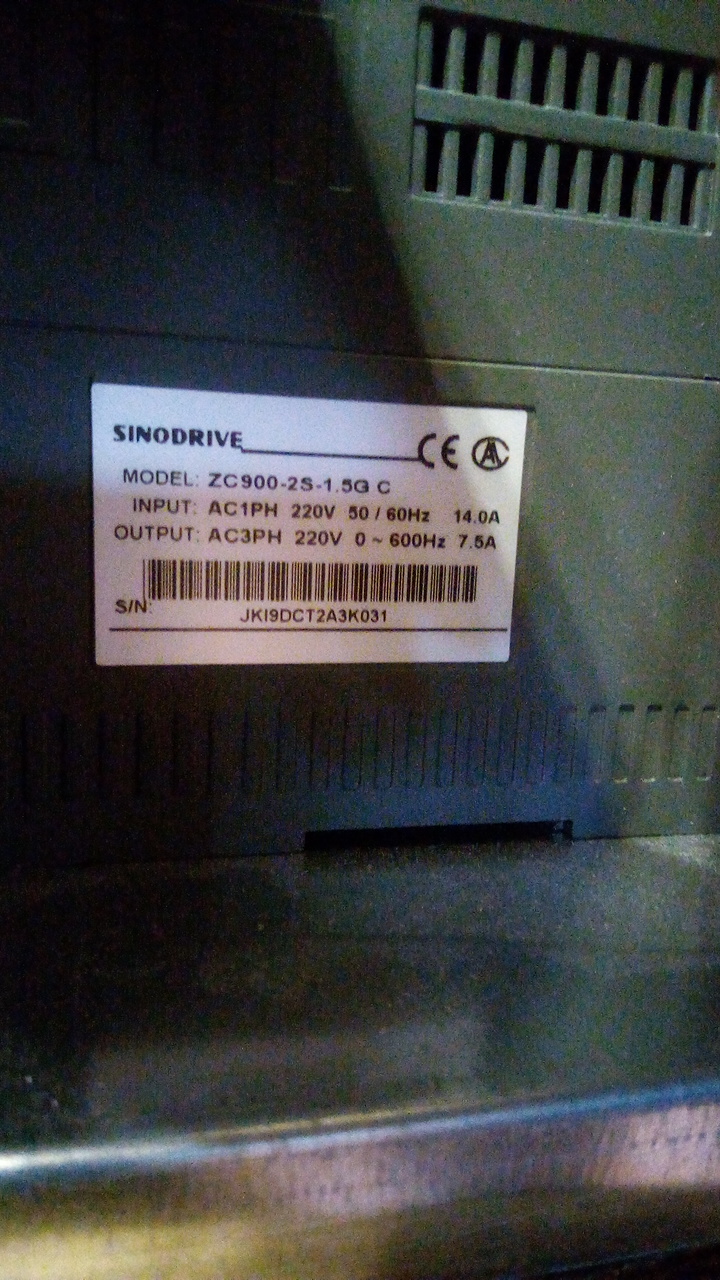 SINODRIVE CE
MODEL: ZC900-2S-1.5G C
INPUT: AC1PH 220V 50 / 60Hz 14.0A
OUTPUT: AC3PH 220V 0 ~ 600Hz 7.5A
S/N: JKI9DCT2A3K031